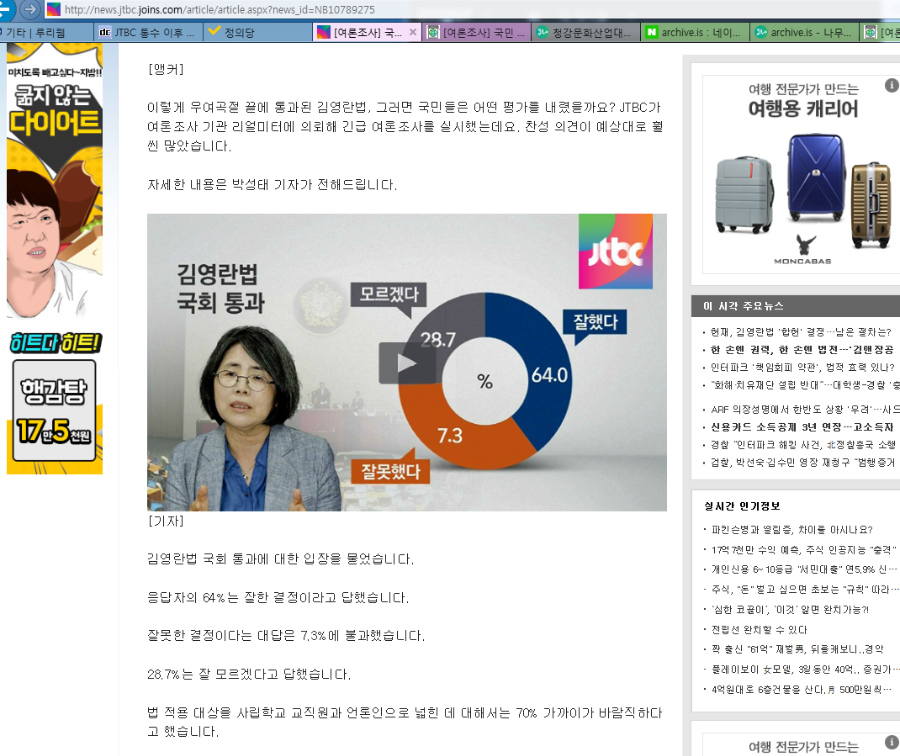 http://news.jtbc.joins.com/article/article.aspx?news_id=NB10789275
기타 | 루리웹
JTBC 통수 이후 ...
정의당
[여론조사] 국...
[여론조사] 국민 ...
정강문화산업대...
archive.is : 네이...
archive.is - 나무...
[여론
미치도록 빼고싶다~지방!!
굶지않는
다이어트
히트다 히트!
행감탕
17만5천원
[앵커]
이렇게 우여곡절 끝에 통과된 김영란법, 그러면 국민들은 어떤 평가를 내렸을까요? JTBC가
여론조사 기관 리얼미터에 의뢰해 긴급 여론조사를 실시했는데요. 찬성 의견이 예상대로 훨
씬 많았습니다.
자세한 내용은 박성태 기자가 전해드립니다.
jtbc
김영란법
국회 통과
모르겠다
28.7
잘했다
64.0
%
7.3
잘못했다
[기자]
김영란법 국회 통과에 대한 입장을 물었습니다.
응답자의 64%는 잘한 결정이라고 답했습니다.
잘못한 결정이다는 대답은 7.3%에 불과했습니다.
28.7%는 잘 모르겠다고 답했습니다.
법 적용 대상을 사립학교 교직원과 언론인으로 넓힌 데 대해서는 70% 가까이가 바람직하다
고 했습니다.
여행 전문가가 만드는
여행용 캐리어
MONCABAS
이 시각 주요뉴스
헌재, 김영란법 '합헌' 결정…남은 절차는?
한 손엔 권력, 한 손엔 법전…'김앤장공
인터파크 '책임회피 약관', 법적 효력 있나?
"화해·치유재단 설립 반대"…대학생-경찰 '충
ARF 의장성명에서 한반도 상황 '우려'…사드
신용카드 소득공제 3년 연장…고소득자
경찰 "인터파크 해킹 사건, 北정찰총국 소행
검찰, 박선숙·김수민 영장 재청구 "범행증거
실시간 인기정보
파킨슨병과 떨림증, 차이를 아시나요?
17억7천만 수익 예측, 주식 인공지능 "충격"
개인신용 6~10등급 "서민대출" 연5.9% 신…
주식, "돈"벌고 싶으면 초보는 "규칙" 따라…
'심한 코골이', '이것' 알면 완치가능?!
전립선 완치할 수 있다
짝 출신 "61억" 재벌男, 뒤를캐보니..경악
플레이보이 女모델, 3일동안 40억.. 증권가…
4억원대로 6층건물을 산다.月 500만원씩…
여행 전문가가 만드는